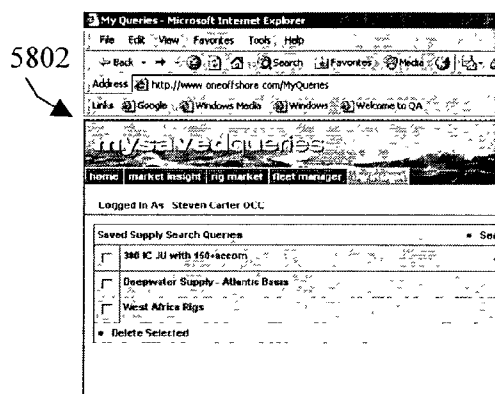 My Queries - Microsoft Internet Explorer
File Edit View Favorites Tools Help
Back Search Favorites Media
5802
Address http://www oneoffshore com/MyQueries
Links Google Windows Media Windows Welcome to QA
mysavedqueries
home market insight rig market fleet manager
Logged In As Steven Carter OCC
Saved Supply Search Queries
300 IC JU with 150+accom
Deepwater Supply - Atlantic Basis
West Africa Rigs
Delete Selected